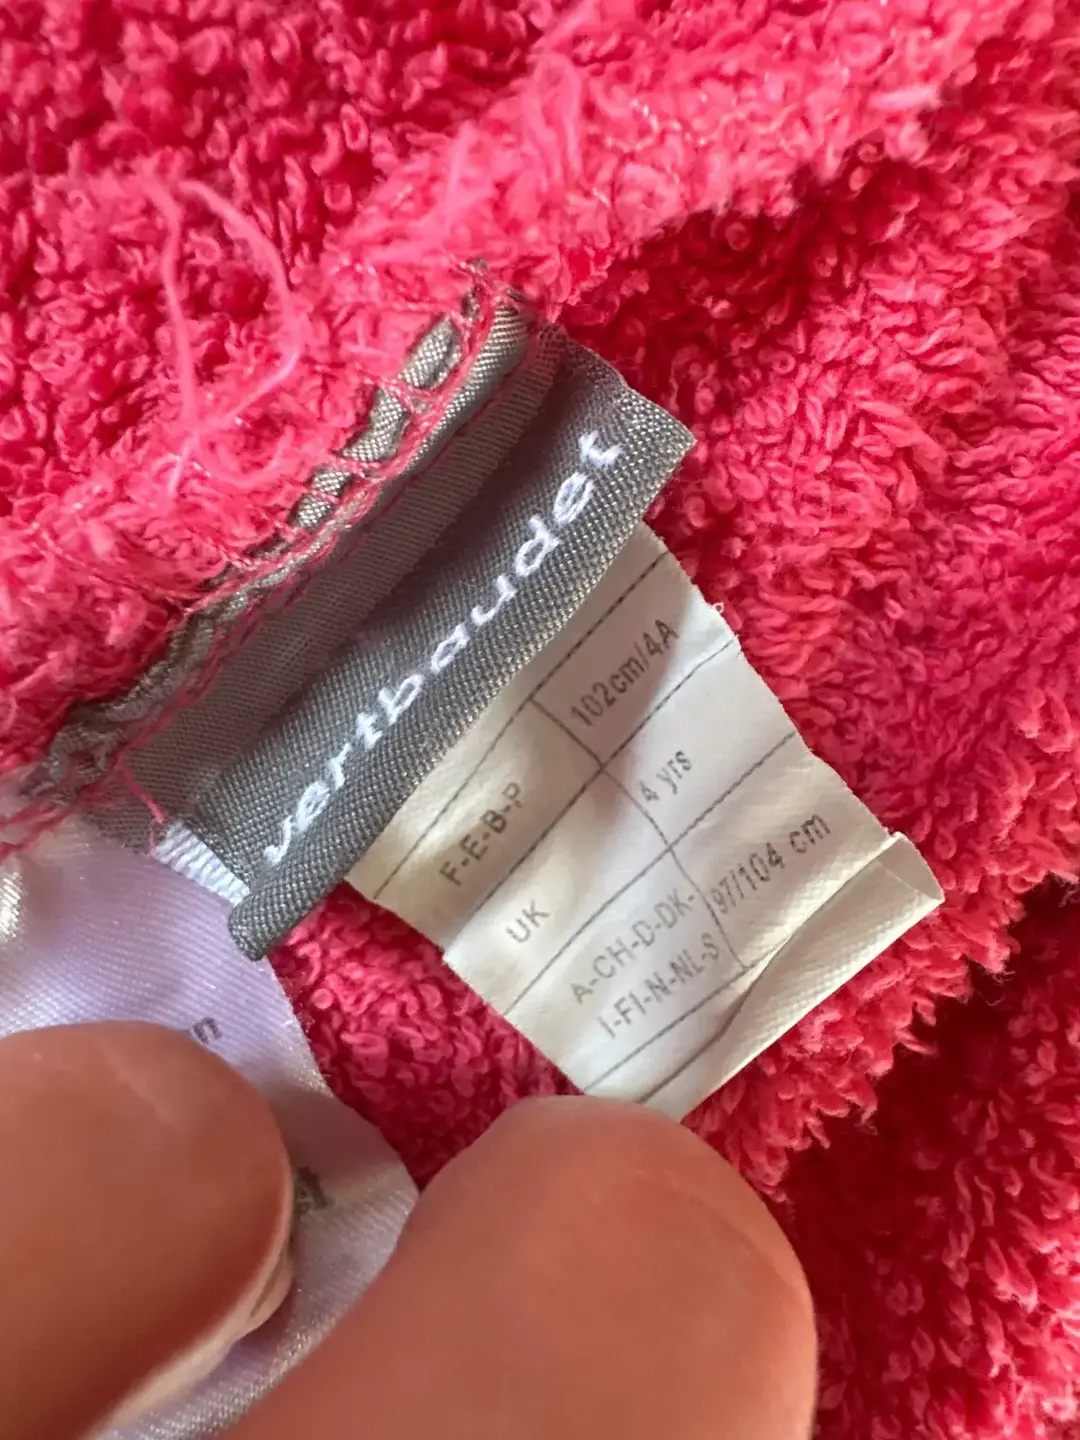 vertbaudet
F-E-B-P 102cm/4A
UK 4 yrs
A-CH-D-DK- 97/104 cm
I-FI-N-NL-S